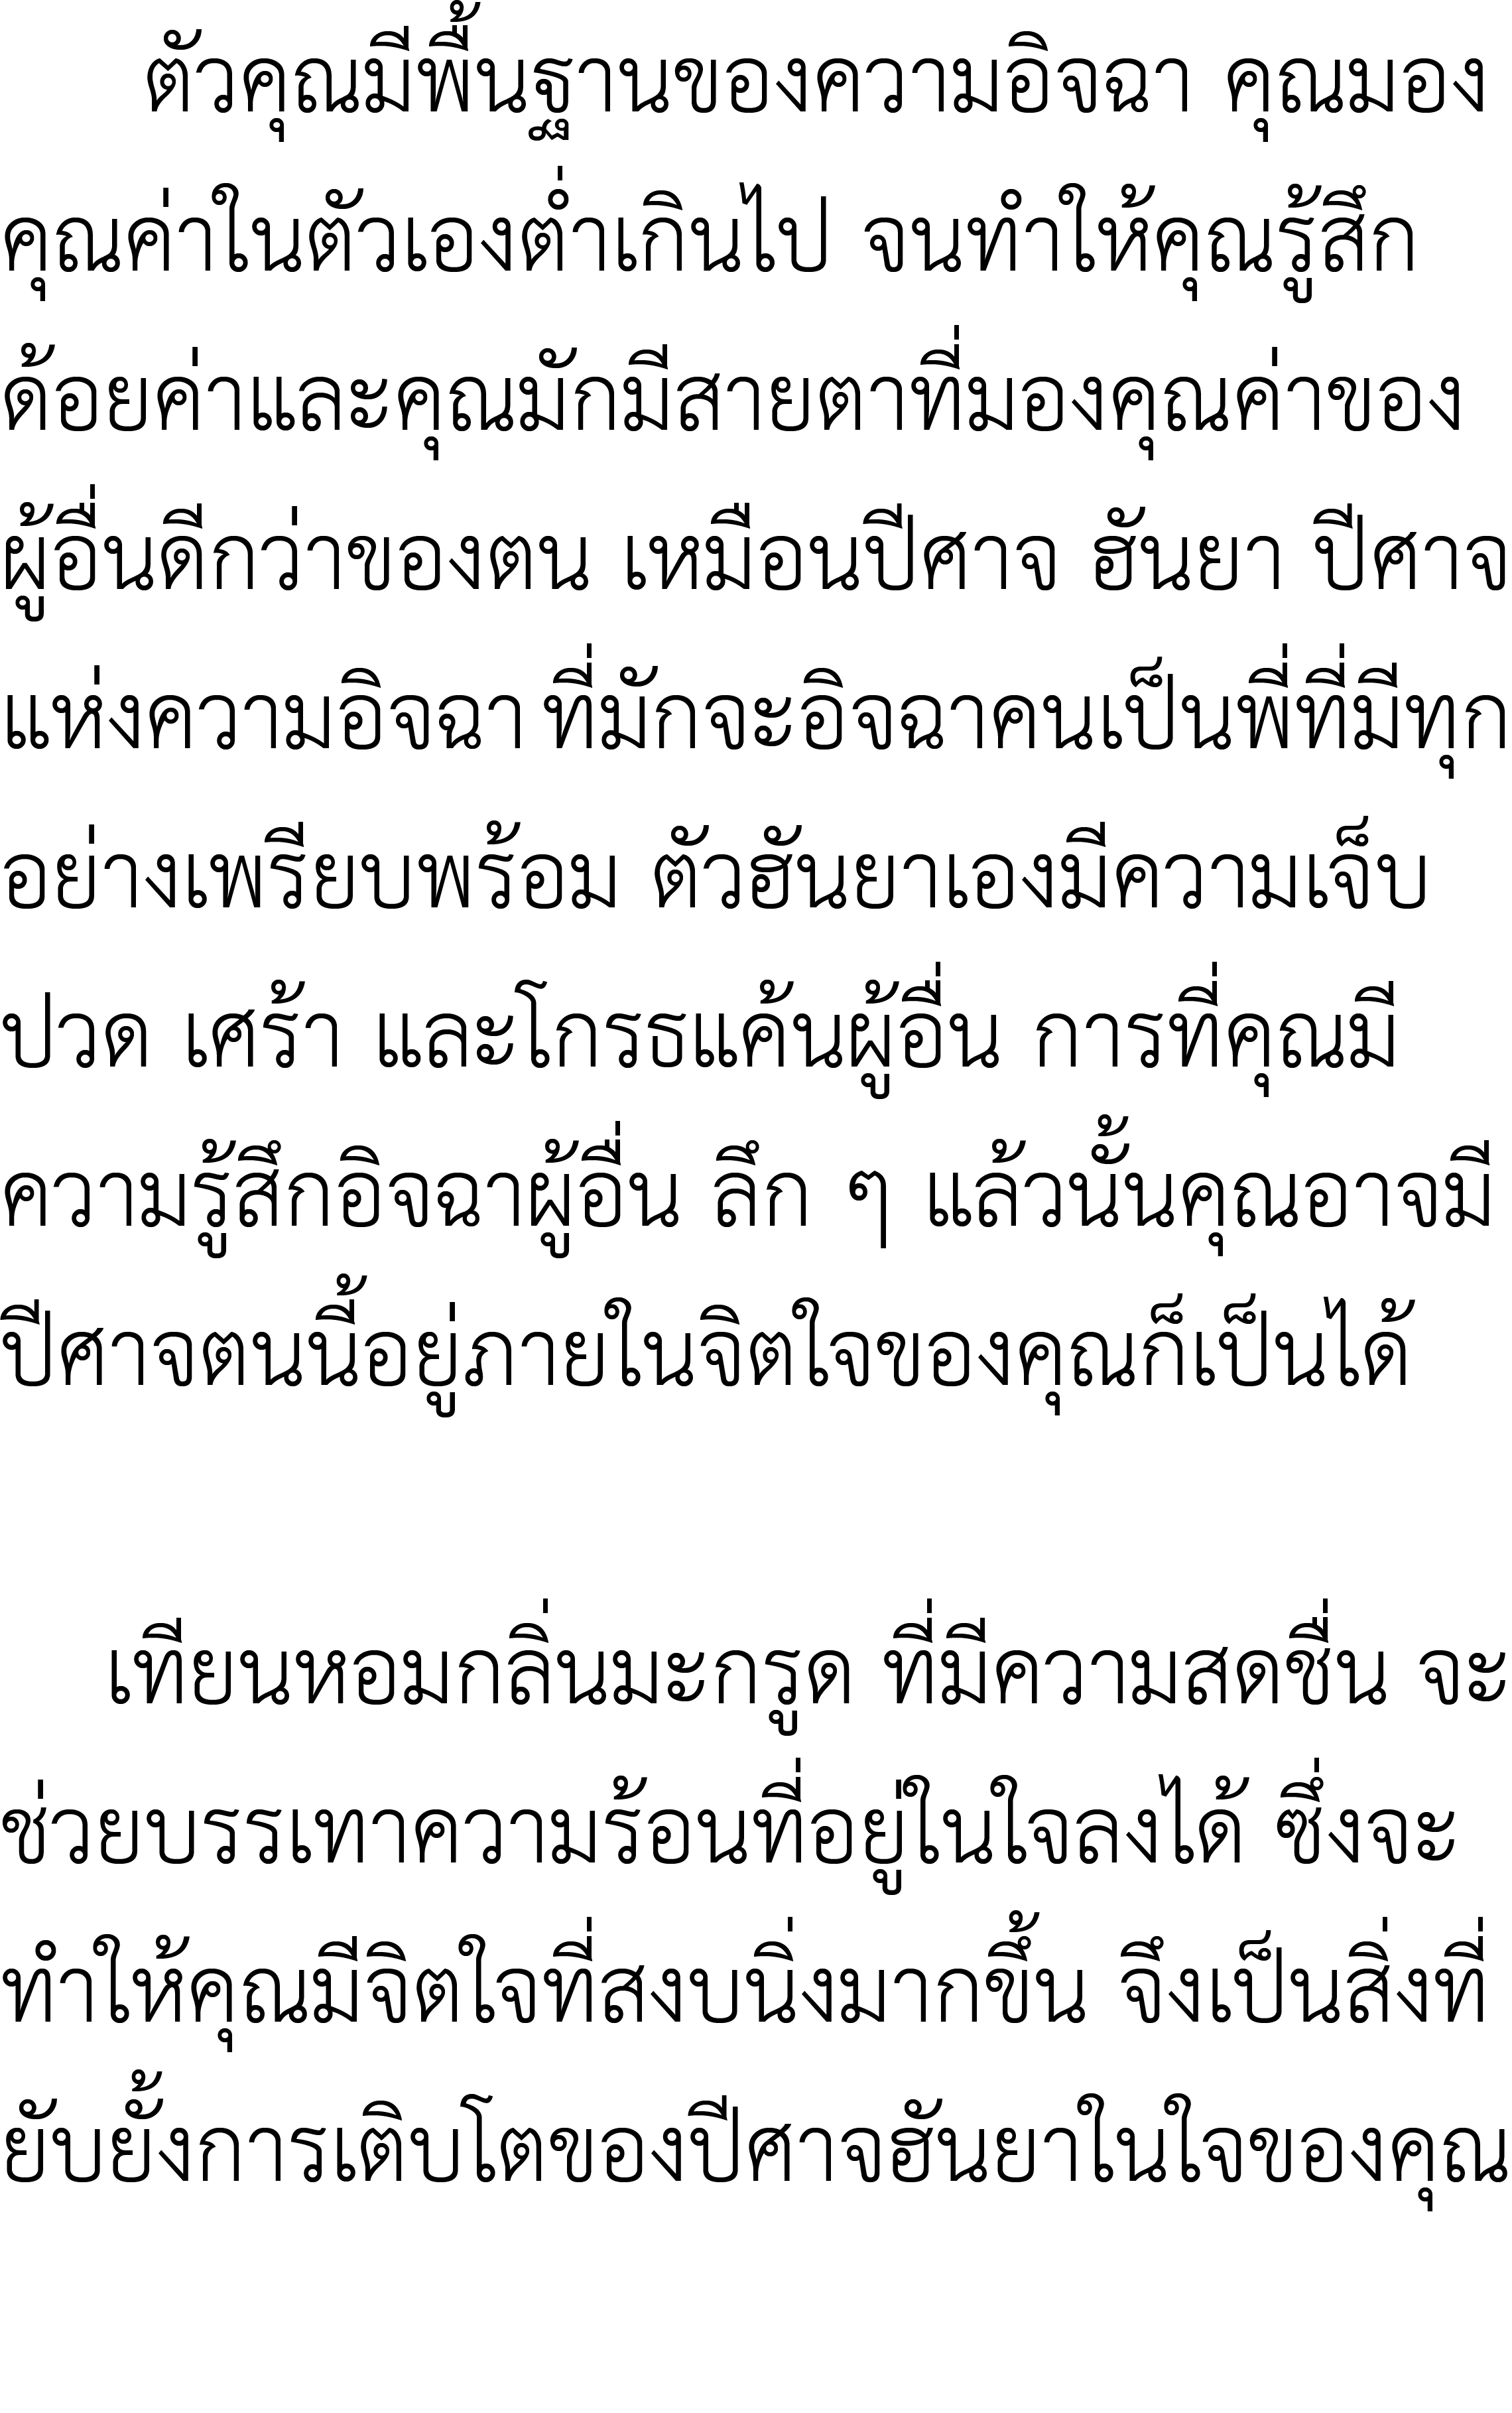 ตัวคุณมีพื้นฐานของความอิจฉา คุณมอง
คุณค่าในตัวเองต่ำเกินไป จนทำให้คุณรู้สึก
ด้อยค่าและคุณมักมีสายตาที่มองคุณค่าของ
ผู้อื่นดีกว่าของตน เหมือนปีศาจ ฮันยา ปีศาจ
แห่งความอิจฉา ที่มักจะอิจฉาคนเป็นพี่ที่มีทุก
อย่างเพรียบพร้อม ตัวฮันยาเองมีความเจ็บ
ปวด เศร้า และโกรธแค้นผู้อื่น การที่คุณมี
ความรู้สึกอิจฉาผู้อื่น ลึก ๆ แล้วนั้นคุณอาจมี
ปีศาจตนนี้อยู่ภายในจิตใจของคุณก็เป็นได้
เทียนหอมกลิ่นมะกรูด ที่มีความสดชื่น จะ
ช่วยบรรเทาความร้อนที่อยู่ในใจลงได้ ซึ่งจะ
ทำให้คุณมีจิตใจที่สงบนิ่งมากขึ้น จึงเป็นสิ่งที่
ยับยั้งการเติบโตของปีศาจฮันยาในใจของคุณ